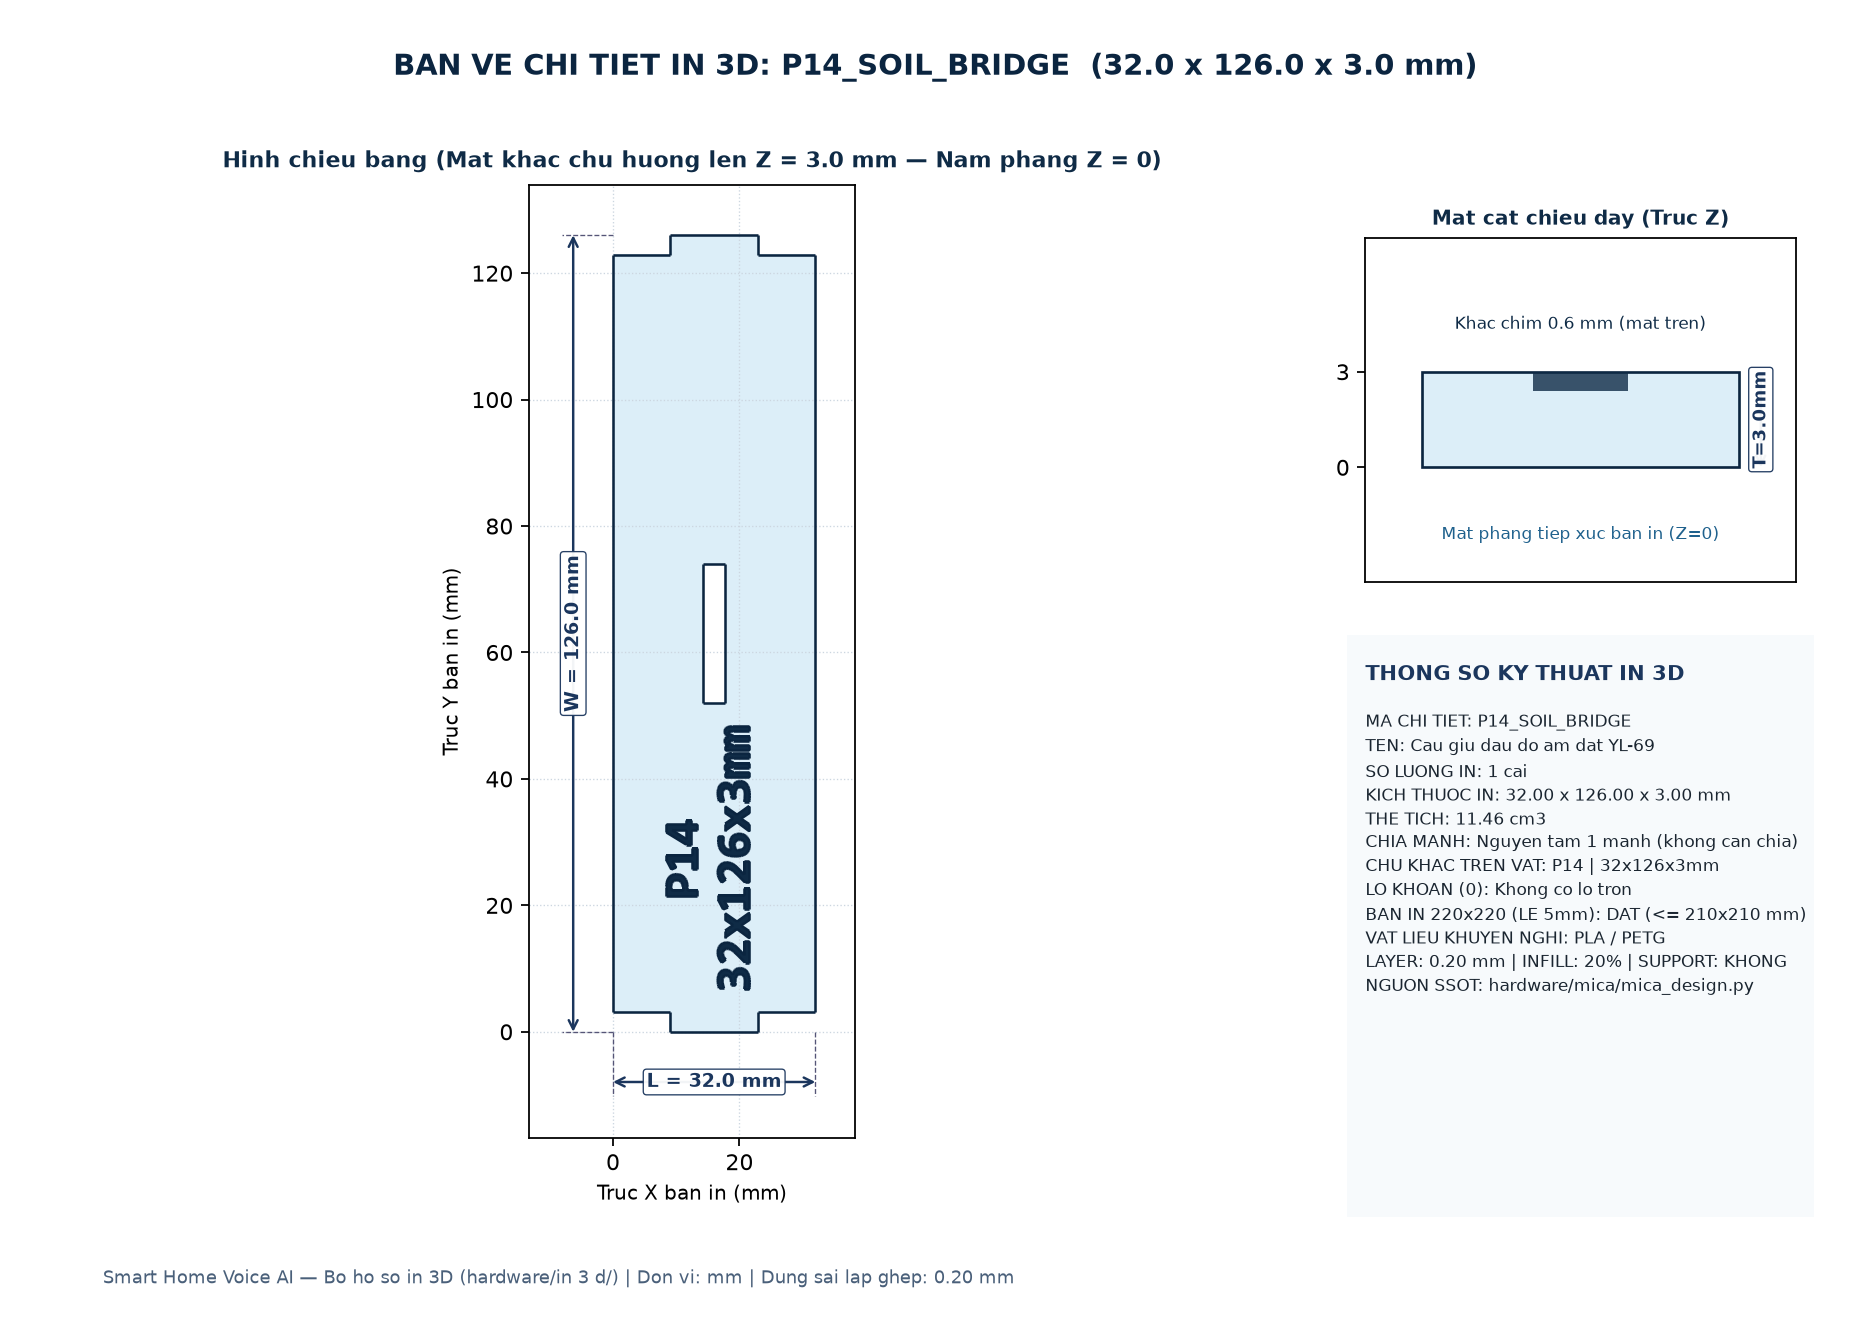 BAN VE CHI TIET IN 3D: P14_SOIL_BRIDGE (32.0 x 126.0 x 3.0 mm)
Hinh chieu bang (Mat khac chu huong len Z = 3.0 mm — Nam phang Z = 0)
120
100
80
60
40
20
0
Truc Y ban in (mm)
W = 126.0 mm
P14
32x126x3mm
L = 32.0 mm
0
20
Truc X ban in (mm)
Mat cat chieu day (Truc Z)
Khac chim 0.6 mm (mat tren)
3
0
T=3.0mm
Mat phang tiep xuc ban in (Z=0)
THONG SO KY THUAT IN 3D
MA CHI TIET: P14_SOIL_BRIDGE
TEN: Cau giu dau do am dat YL-69
SO LUONG IN: 1 cai
KICH THUOC IN: 32.00 x 126.00 x 3.00 mm
THE TICH: 11.46 cm3
CHIA MANH: Nguyen tam 1 manh (khong can chia)
CHU KHAC TREN VAT: P14 | 32x126x3mm
LO KHOAN (0): Khong co lo tron
BAN IN 220x220 (LE 5mm): DAT (<= 210x210 mm)
VAT LIEU KHUYEN NGHI: PLA / PETG
LAYER: 0.20 mm | INFILL: 20% | SUPPORT: KHONG
NGUON SSOT: hardware/mica/mica_design.py
Smart Home Voice AI — Bo ho so in 3D (hardware/in 3 d/) | Don vi: mm | Dung sai lap ghep: 0.20 mm